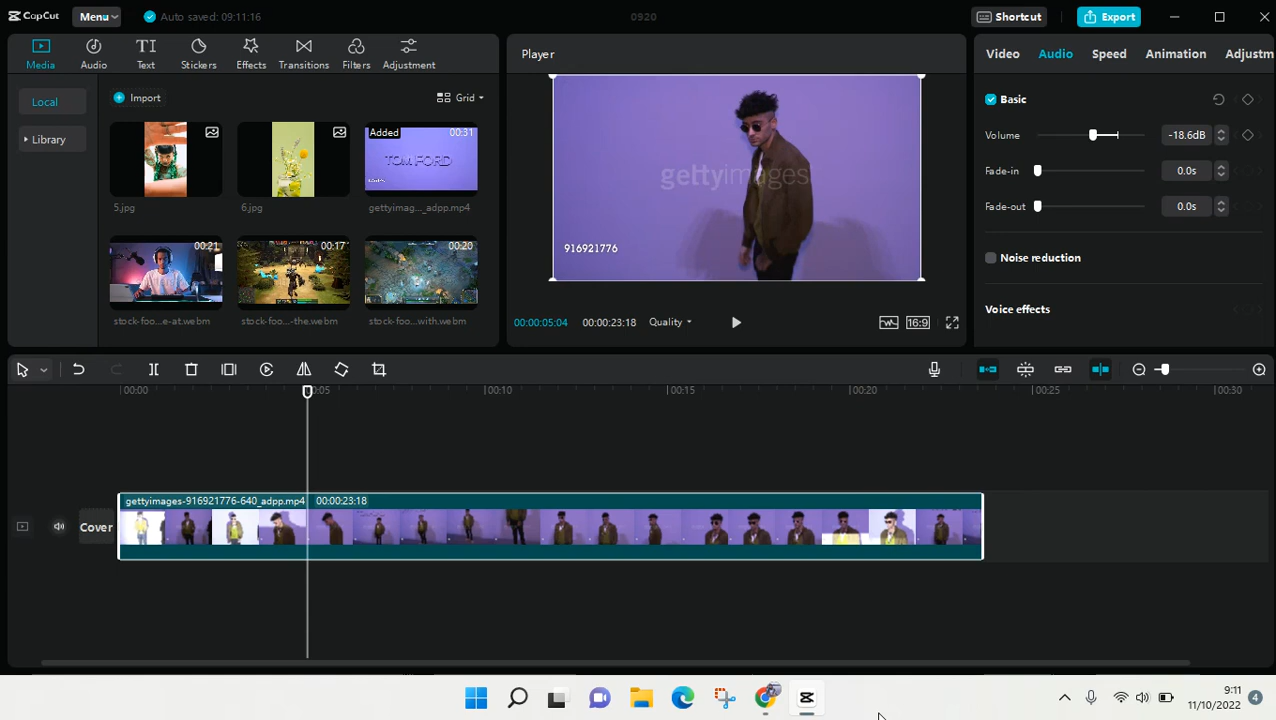 CapCut Menu Auto saved: 09:11:16 0920 Shortcut Export
Media Audio Text Stickers Effects Transitions Filters Adjustment
Player
Video Audio Speed Animation Adjustm
Local
Library
Import Grid
Added 00:31
TOM FORD
5.jpg 6.jpg gettyimag..._adpp.mp4
00:21 00:17 00:20
stock-foo...e-at.webm stock-foo...-the.webm stock-foo...with.webm
gettyimages
916921776
00:00:05:04 00:00:23:18 Quality 16:9
Basic
Volume -18.6dB
Fade-in 0.0s
Fade-out 0.0s
Noise reduction
Voice effects
00:00 00:05 00:10 00:15 00:20 00:25 00:30
gettyimages-916921776-640_adpp.mp4 00:00:23:18
Cover
9:11
11/10/2022
4